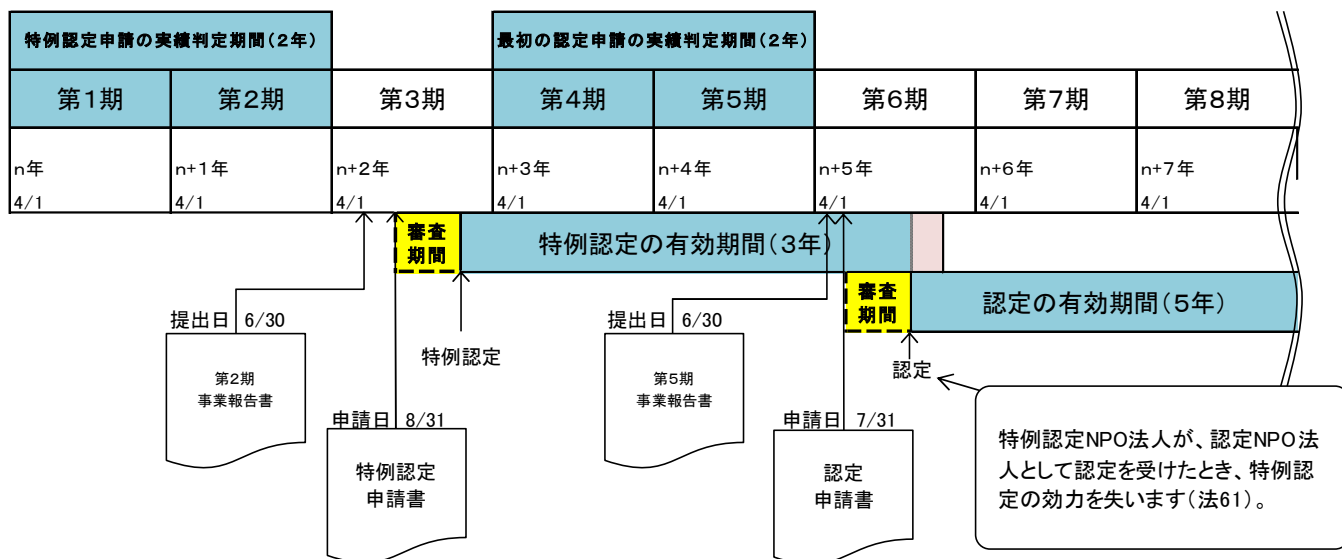 特例認定申請の実績判定期間(2年)
最初の認定申請の実績判定期間(2年)
第1期
第2期
第3期
第4期
第5期
第6期
第7期
第8期
n年
4/1
n+1年
4/1
n+2年
4/1
n+3年
4/1
n+4年
4/1
n+5年
4/1
n+6年
4/1
n+7年
4/1
審査
期間
特例認定の有効期間(3年)
審査
期間
認定の有効期間(5年)
提出日 6/30
第2期
事業報告書
特例認定
申請日 8/31
特例認定
申請書
提出日 6/30
第5期
事業報告書
認定
申請日 7/31
認定
申請書
特例認定NPO法人が、認定NPO法
人として認定を受けたとき、特例認
定の効力を失います(法61)。